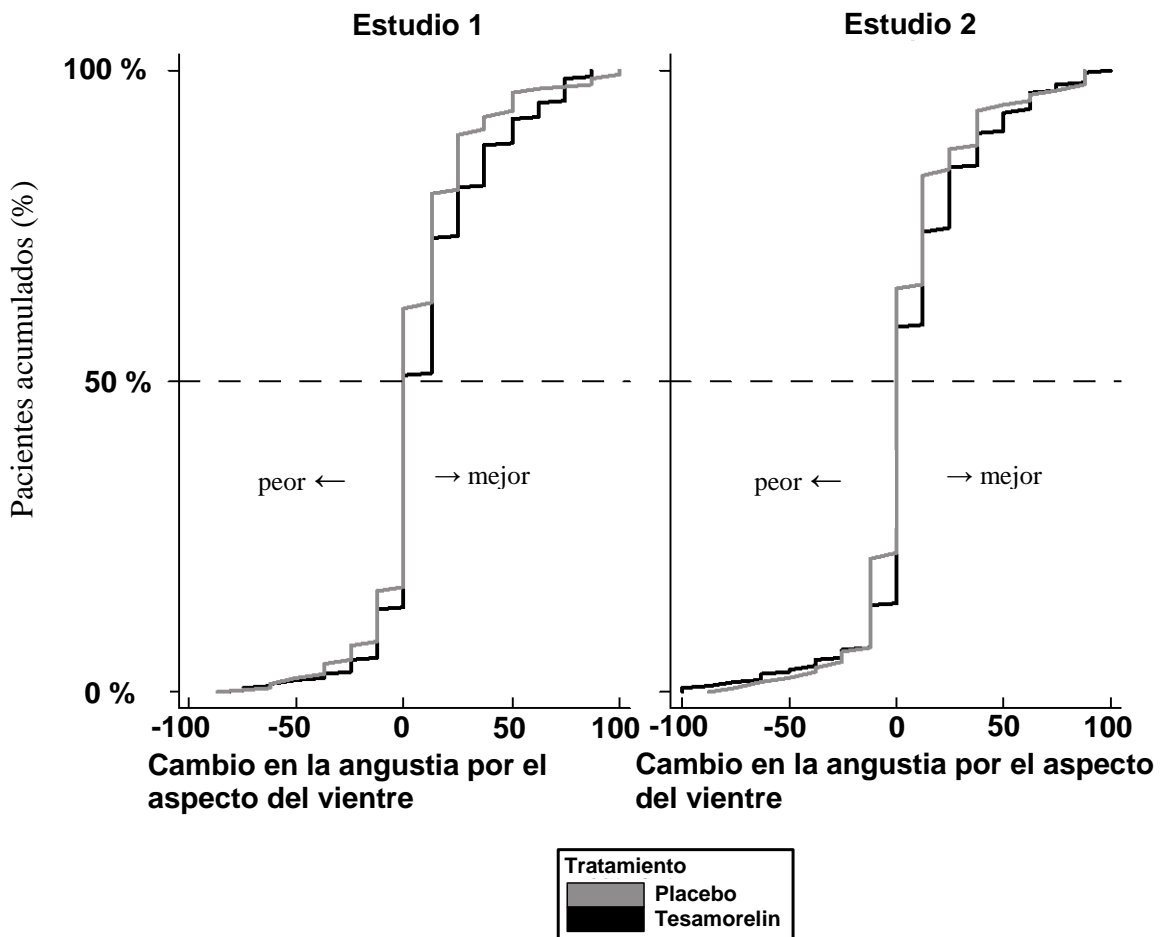 Estudio 1
Estudio 2
Pacientes acumulados (%)
100 %
50 %
0 %
peor ←
→ mejor
peor ←
→ mejor
-100
-50
0
50
100
-100
-50
0
50
100
Cambio en la angustia por el
aspecto del vientre
Cambio en la angustia por el aspecto
del vientre
Tratamiento
Placebo
Tesamorelin